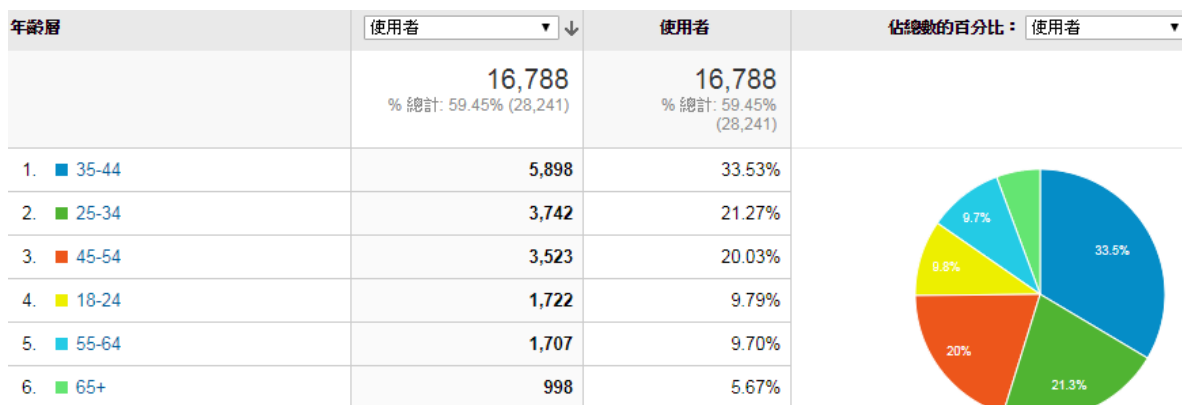 年齡層 使用者 使用者 佔總數的百分比： 使用者
16,788 16,788
% 總計: 59.45% (28,241) % 總計: 59.45%
(28,241)
1. 35-44 5,898 33.53%
2. 25-34 3,742 21.27%
3. 45-54 3,523 20.03%
4. 18-24 1,722 9.79%
5. 55-64 1,707 9.70%
6. 65+ 998 5.67%
9.7%
33.5%
9.8%
20%
21.3%